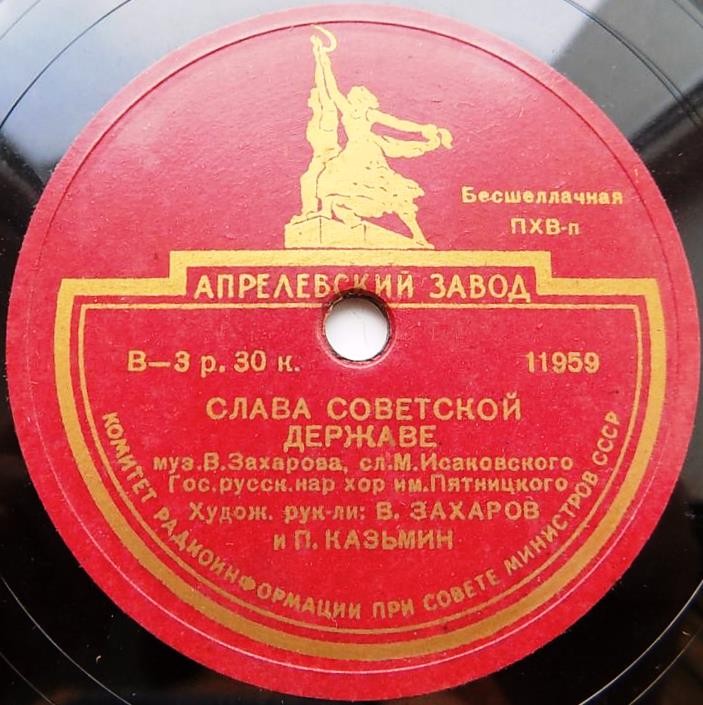 Бесшеллачная
ПХВ-п
АПРЕЛЕВСКИЙ ЗАВОД
В—3 р. 30 к.
11959
СЛАВА СОВЕТСКОЙ
ДЕРЖАВЕ
муз.В.Захарова, сл.М.Исаковского
Гос.русск.нар хор им.Пятницкого
Худож. рук-ли: В. ЗАХАРОВ
и П. КАЗЬМИН
КОМИТЕТ РАДИОИНФОРМАЦИИ ПРИ СОВЕТЕ МИНИСТРОВ СССР